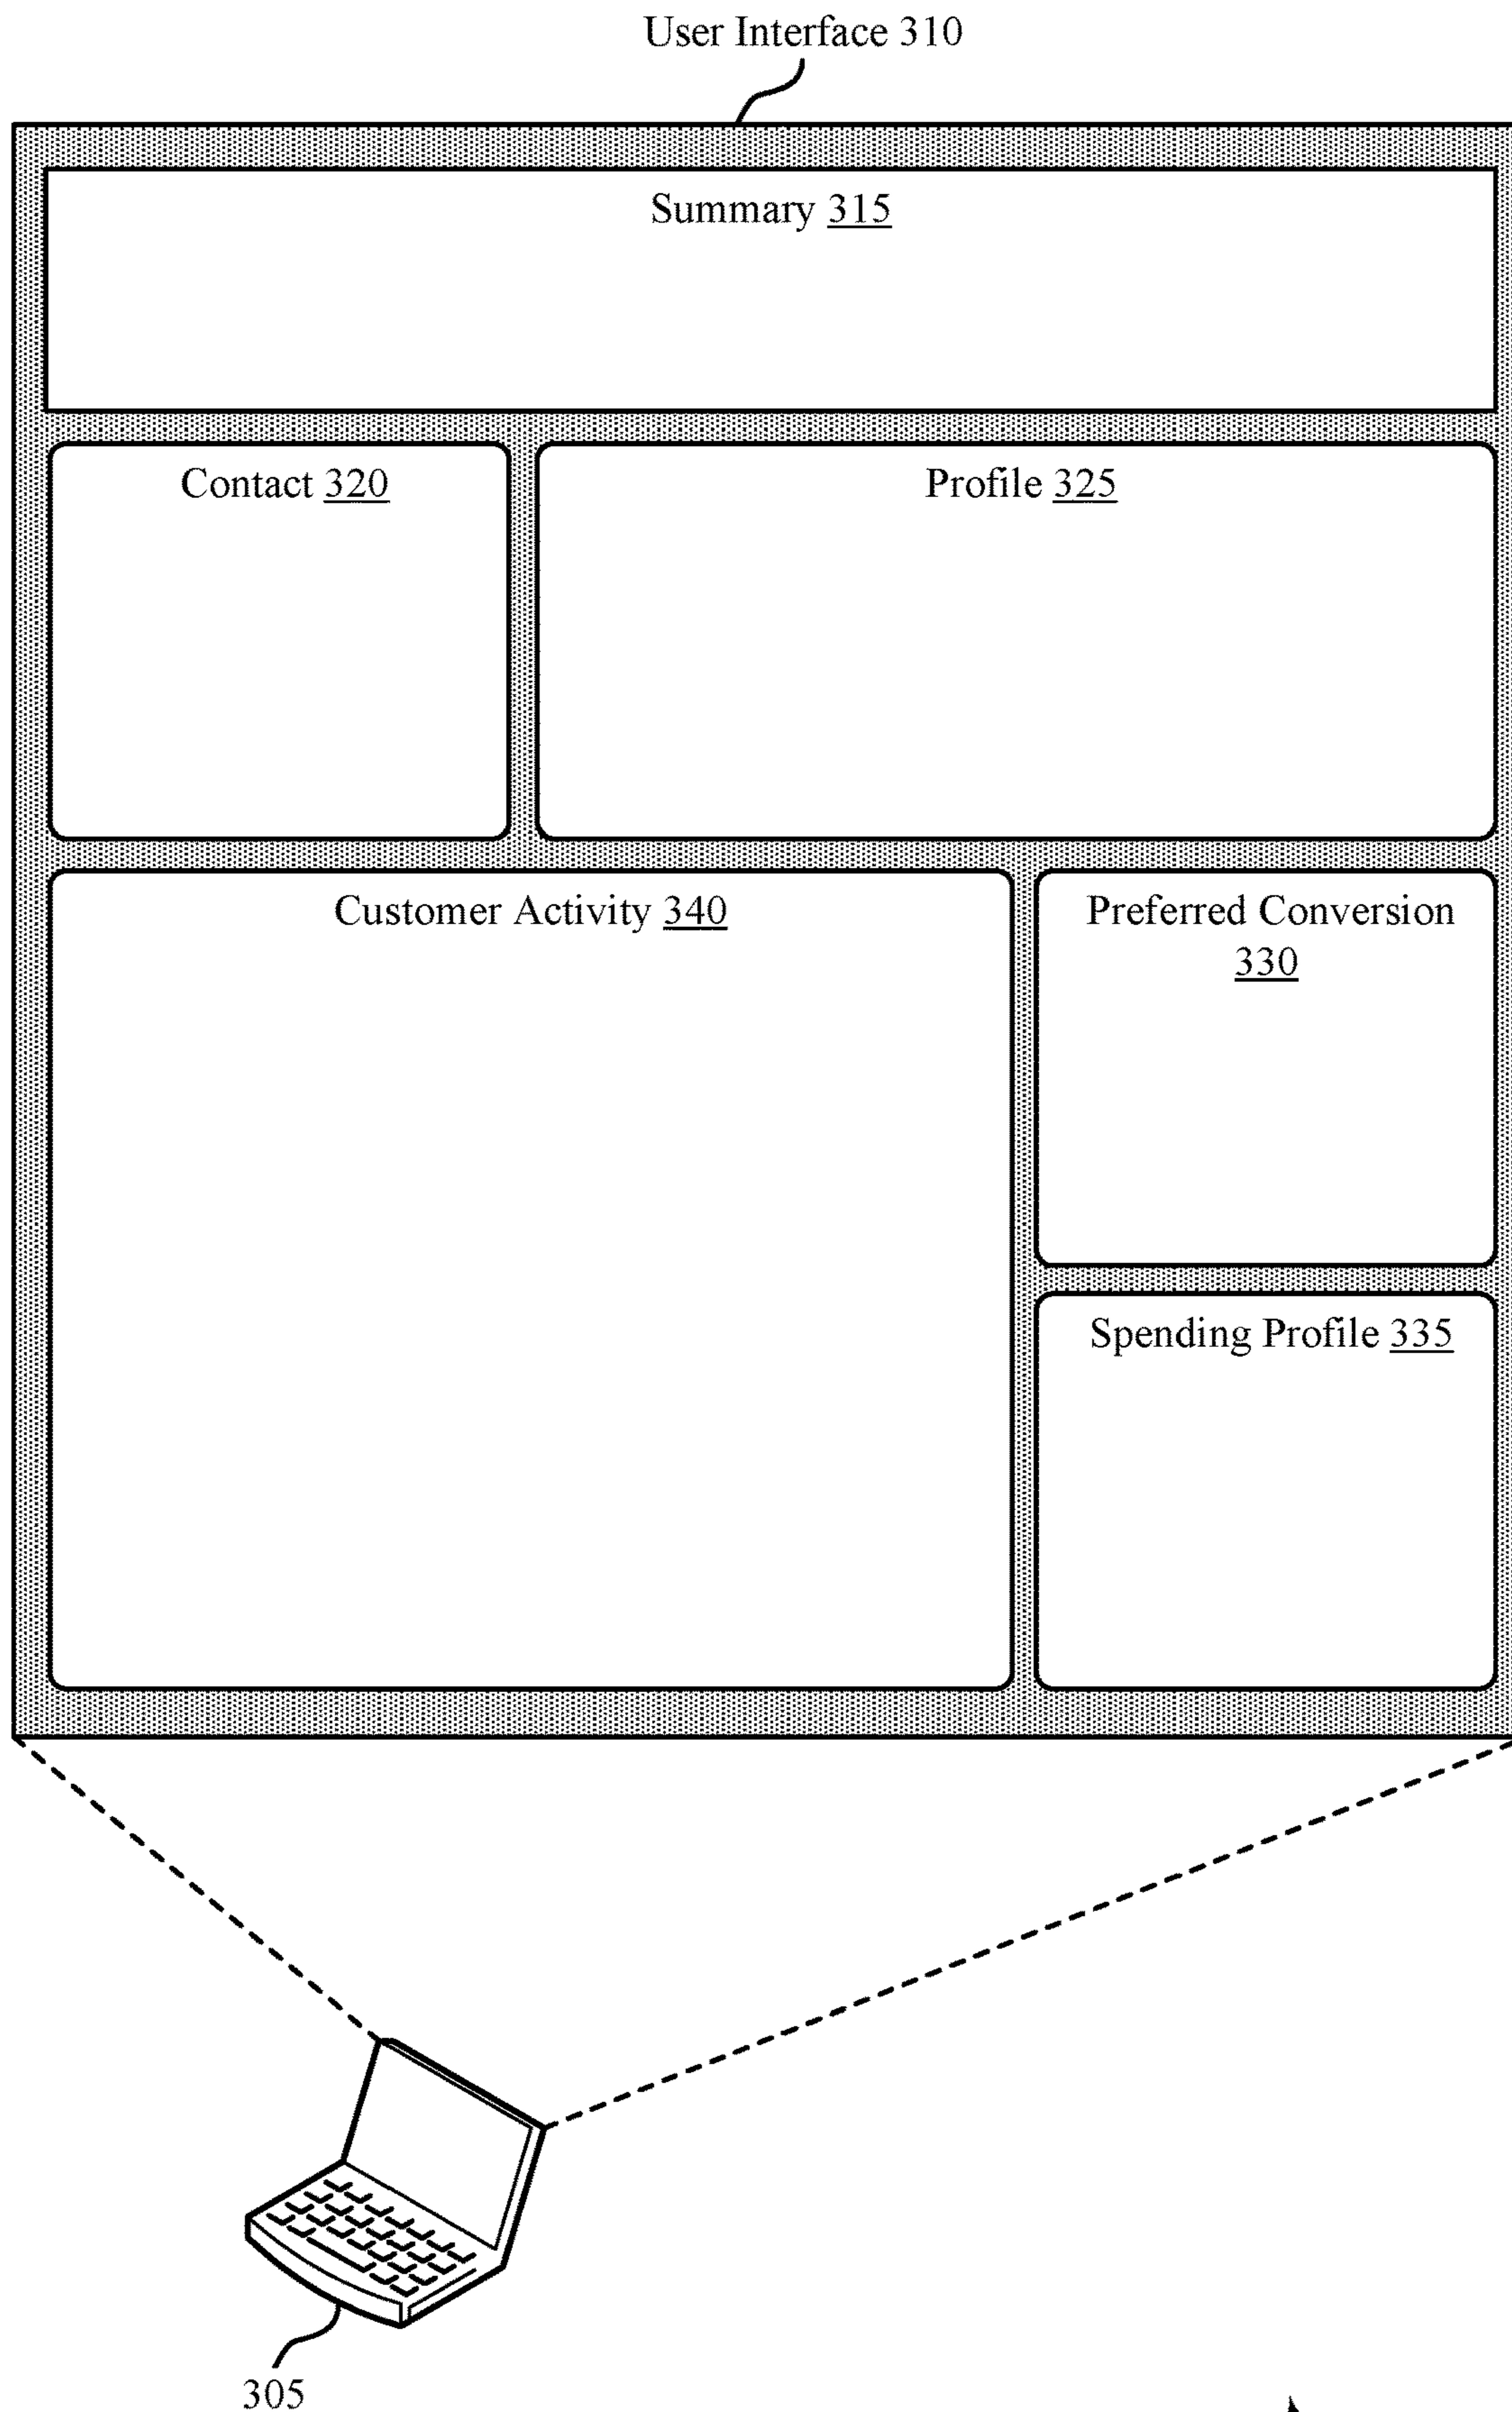 User Interface 310
Summary 315
Contact 320
Profile 325
Customer Activity 340
Preferred Conversion
330
Spending Profile 335
305